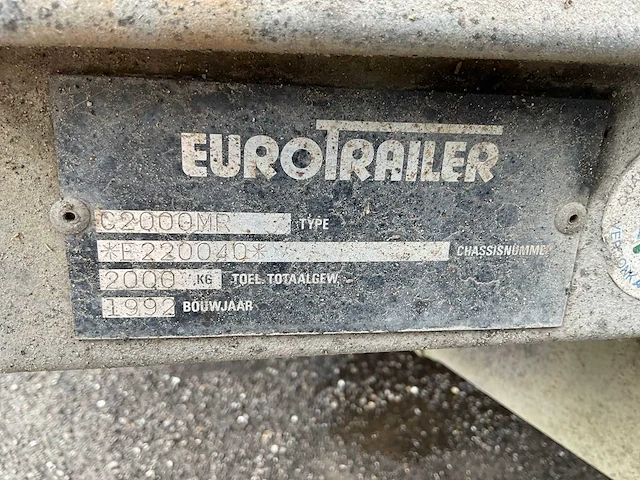 EUROTRAILER
C2000MR TYPE
*E220040* CHASSISNUMME
2000 KG TOEL. TOTAALGEW.
1992 BOUWJAAR